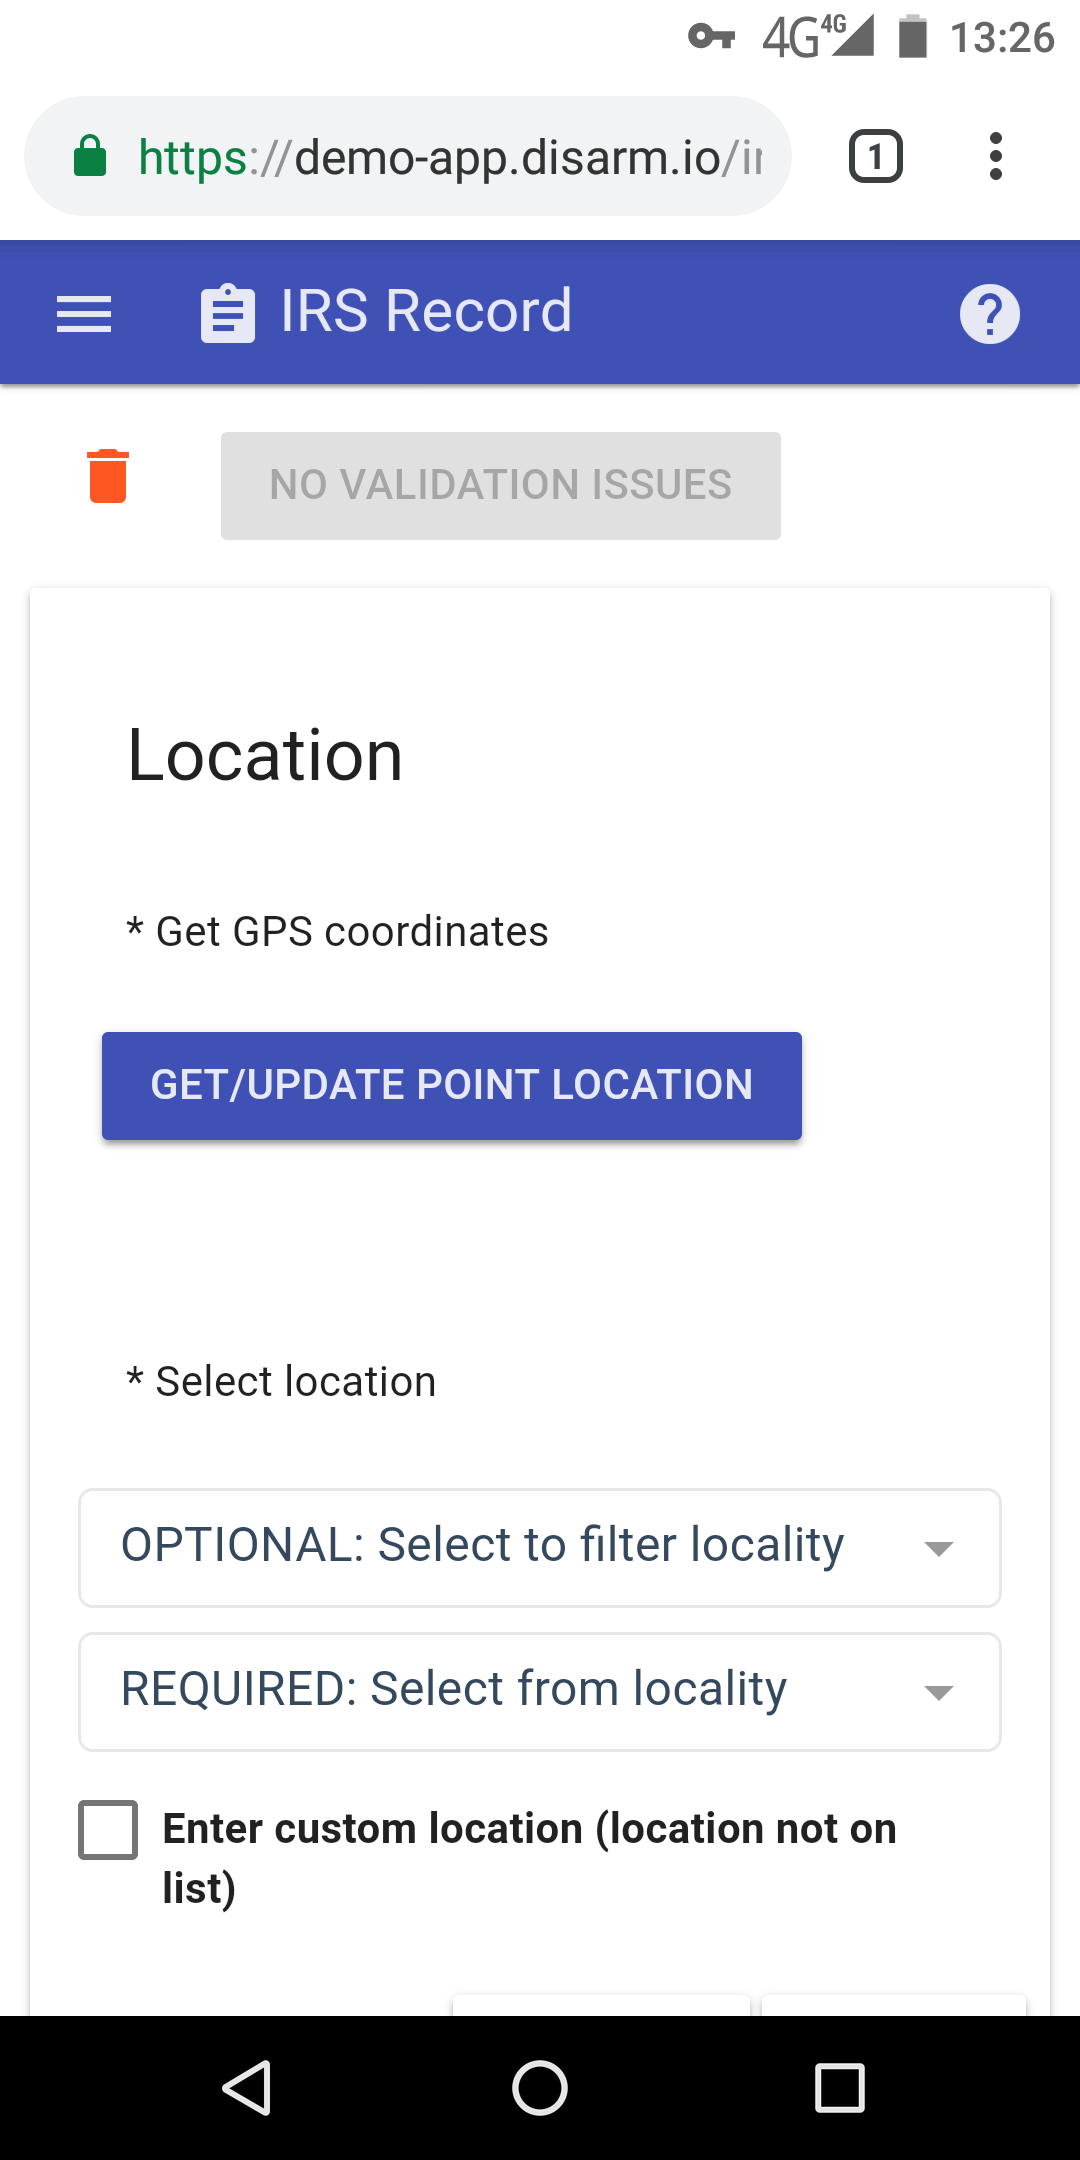 4G 4G 13:26
https://demo-app.disarm.io/ir
1
IRS Record
?
NO VALIDATION ISSUES
Location
* Get GPS coordinates
GET/UPDATE POINT LOCATION
* Select location
OPTIONAL: Select to filter locality
REQUIRED: Select from locality
Enter custom location (location not on
list)